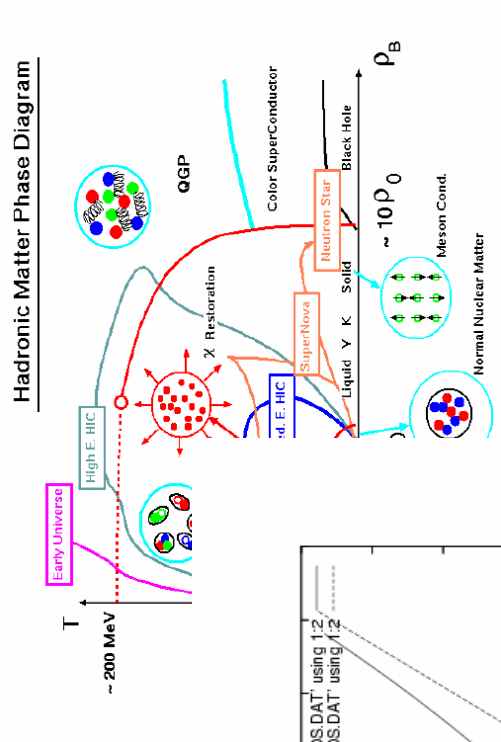 Hadronic Matter Phase Diagram
T
~ 200 MeV
Early Universe
High E. HIC
QGP
χ Restoration
Color SuperConductor
SuperNova
Neutron Star
ed. E. HIC
Liquid Y K Solid
Black Hole
~ 10 ρ0
ρB
Meson Cond.
Normal Nuclear Matter
OS.DAT' using 1:2
OS.DAT' using 1:2